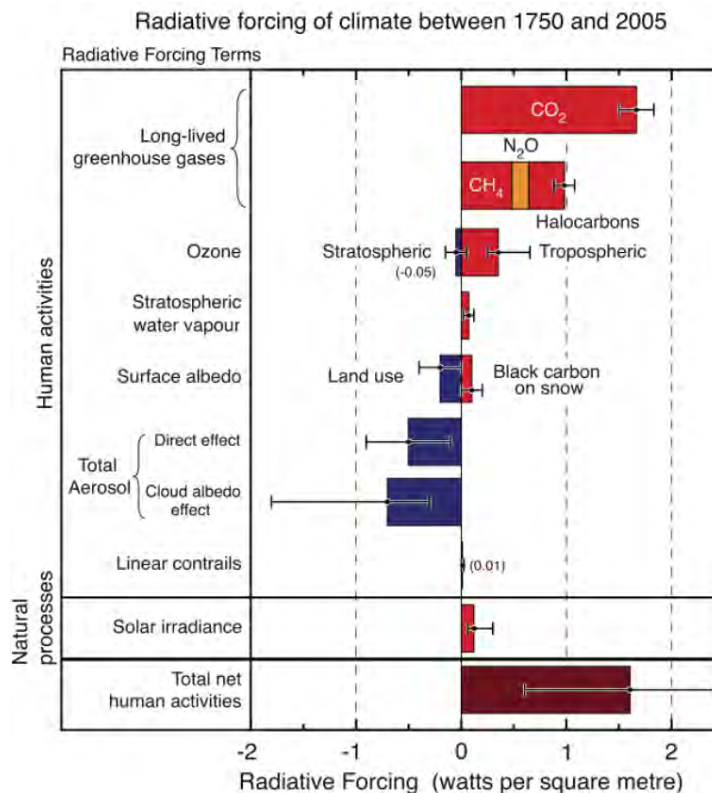 Radiative forcing of climate between 1750 and 2005
Radiative Forcing Terms
Human activities
Long-lived
greenhouse gases
CO2
N2O
CH4
Halocarbons
Ozone
Stratospheric
(-0.05)
Tropospheric
Stratospheric
water vapour
Surface albedo
Land use
Black carbon
on snow
Total
Aerosol
Direct effect
Cloud albedo
effect
Linear contrails
(0.01)
Natural
processes
Solar irradiance
Total net
human activities
-2
-1
0
1
2
Radiative Forcing (watts per square metre)